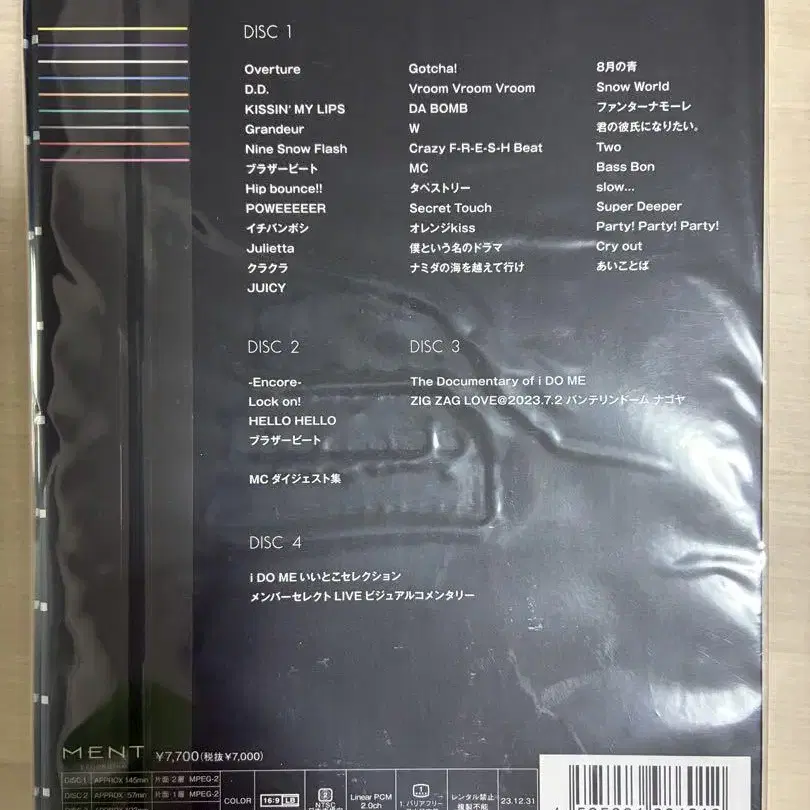 DISC 1
Overture
D.D.
KISSIN' MY LIPS
Grandeur
Nine Snow Flash
ブラザービート
Hip bounce!!
POWEEEEER
イチバンボシ
Julietta
クラクラ
JUICY
Gotcha!
Vroom Vroom Vroom
DA BOMB
W
Crazy F-R-E-S-H Beat
MC
タペストリー
Secret Touch
オレンジkiss
僕という名のドラマ
ナミダの海を越えて行け
8月の青
Snow World
ファンターナモーレ
君の彼氏になりたい。
Two
Bass Bon
slow...
Super Deeper
Party! Party! Party!
Cry out
あいことば
DISC 2
-Encore-
Lock on!
HELLO HELLO
ブラザービート
MC ダイジェスト集
DISC 3
The Documentary of i DO ME
ZIG ZAG LOVE@2023.7.2 バンテリンドーム ナゴヤ
DISC 4
i DO ME いいとこセレクション
メンバーセレクト LIVE ビジュアルコメンタリー
MENT
¥7,700(税抜¥7,000)
DISC 1 APPROX 145min 片面・2層 MPEG-2
DISC 2 APPROX 57min 片面・1層 MPEG-2
COLOR
16:9 LB
2
NTSC
Linear PCM
2.0ch
1
1. バリアフリー
レンタル禁止
複製不能
23.12.31